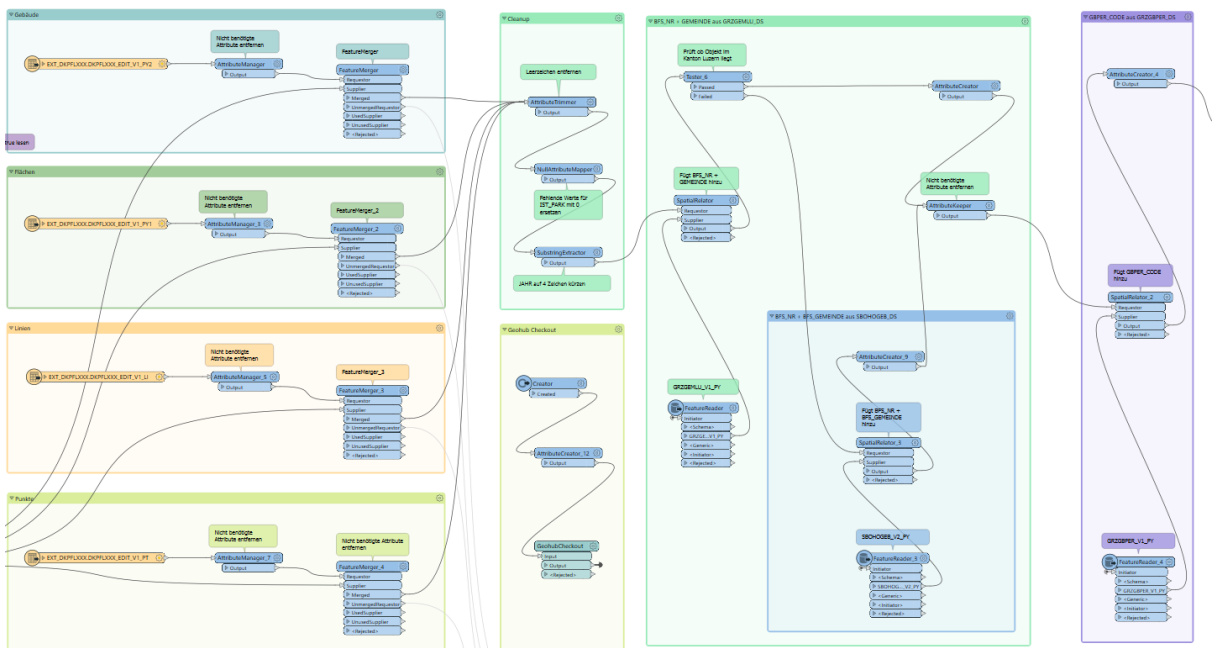 Gebäude
Nicht benötigte
Attribute entfernen
FeatureMerger
EXT_DKPFLXXX.DKPFLXXX_EDIT_V1_PY2
AttributeManager
Output
FeatureMerger
Requestor
Supplier
Merged
UnmergedRequestor
UsedSupplier
UnusedSupplier
<Rejected>
true lesen
Flächen
Nicht benötigte
Attribute entfernen
FeatureMerger_2
EXT_DKPFLXXX.DKPFLXXX_EDIT_V1_PY1
AttributeManager_3
Output
FeatureMerger_2
Requestor
Supplier
Merged
UnmergedRequestor
UsedSupplier
UnusedSupplier
<Rejected>
Linien
Nicht benötigte
Attribute entfernen
FeatureMerger_3
EXT_DKPFLXXX.DKPFLXXX_EDIT_V1_LI
AttributeManager_5
Output
FeatureMerger_3
Requestor
Supplier
Merged
UnmergedRequestor
UsedSupplier
UnusedSupplier
<Rejected>
Punkte
Nicht benötigte
Attribute entfernen
Nicht benötigte Attribute
entfernen
EXT_DKPFLXXX.DKPFLXXX_EDIT_V1_PT
AttributeManager_7
Output
FeatureMerger_4
Requestor
Supplier
Merged
UnmergedRequestor
UsedSupplier
UnusedSupplier
<Rejected>
Cleanup
Leerzeichen entfernen
AttributeTrimmer
Output
NullAttributeMapper
Output
Fehlende Werte für
IST_PARK mit 0
ersetzen
SubstringExtractor
Output
JAHR auf 4 Zeichen kürzen
Geohub Checkout
Creator
Created
AttributeCreator_12
Output
GeohubCheckout
Input
Output
<Rejected>
BFS_NR + GEMEINDE aus GRZGEMLU_DS
Prüft ob Objekt im
Kanton Luzern liegt
Tester_6
Passed
Failed
AttributeCreator
Output
Fügt BFS_NR +
GEMEINDE hinzu
SpatialRelator
Requestor
Supplier
Output
<Rejected>
Nicht benötigte
Attribute entfernen
AttributeKeeper
Output
GRZGEMLU_V1_PY
FeatureReader
Initiator
<Schema>
GRZGE...V1_PY
<Generic>
<Initiator>
<Rejected>
BFS_NR + BFS_GEMEINDE aus SBOHOGEB_DS
AttributeCreator_9
Output
Fügt BFS_NR +
BFS_GEMEINDE
hinzu
SpatialRelator_3
Requestor
Supplier
Output
<Rejected>
SBOHOGEB_V2_PY
Initiator
<Schema>
SBOHOG..._V2_PY
<Generic>
<Initiator>
<Rejected>
GBPER_CODE aus GRZGBPER_DS
AttributeCreator_4
Output
Fügt GBPER_CODE
hinzu
SpatialRelator_2
Requestor
Supplier
Output
<Rejected>
GRZGBPER_V1_PY
FeatureReader_4
Initiator
<Schema>
GRZGBPER_V1_PY
<Generic>
<Initiator>
<Rejected>